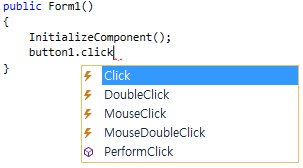 public Form1()
{
InitializeComponent();
button1.click
}
Click
DoubleClick
MouseClick
MouseDoubleClick
PerformClick